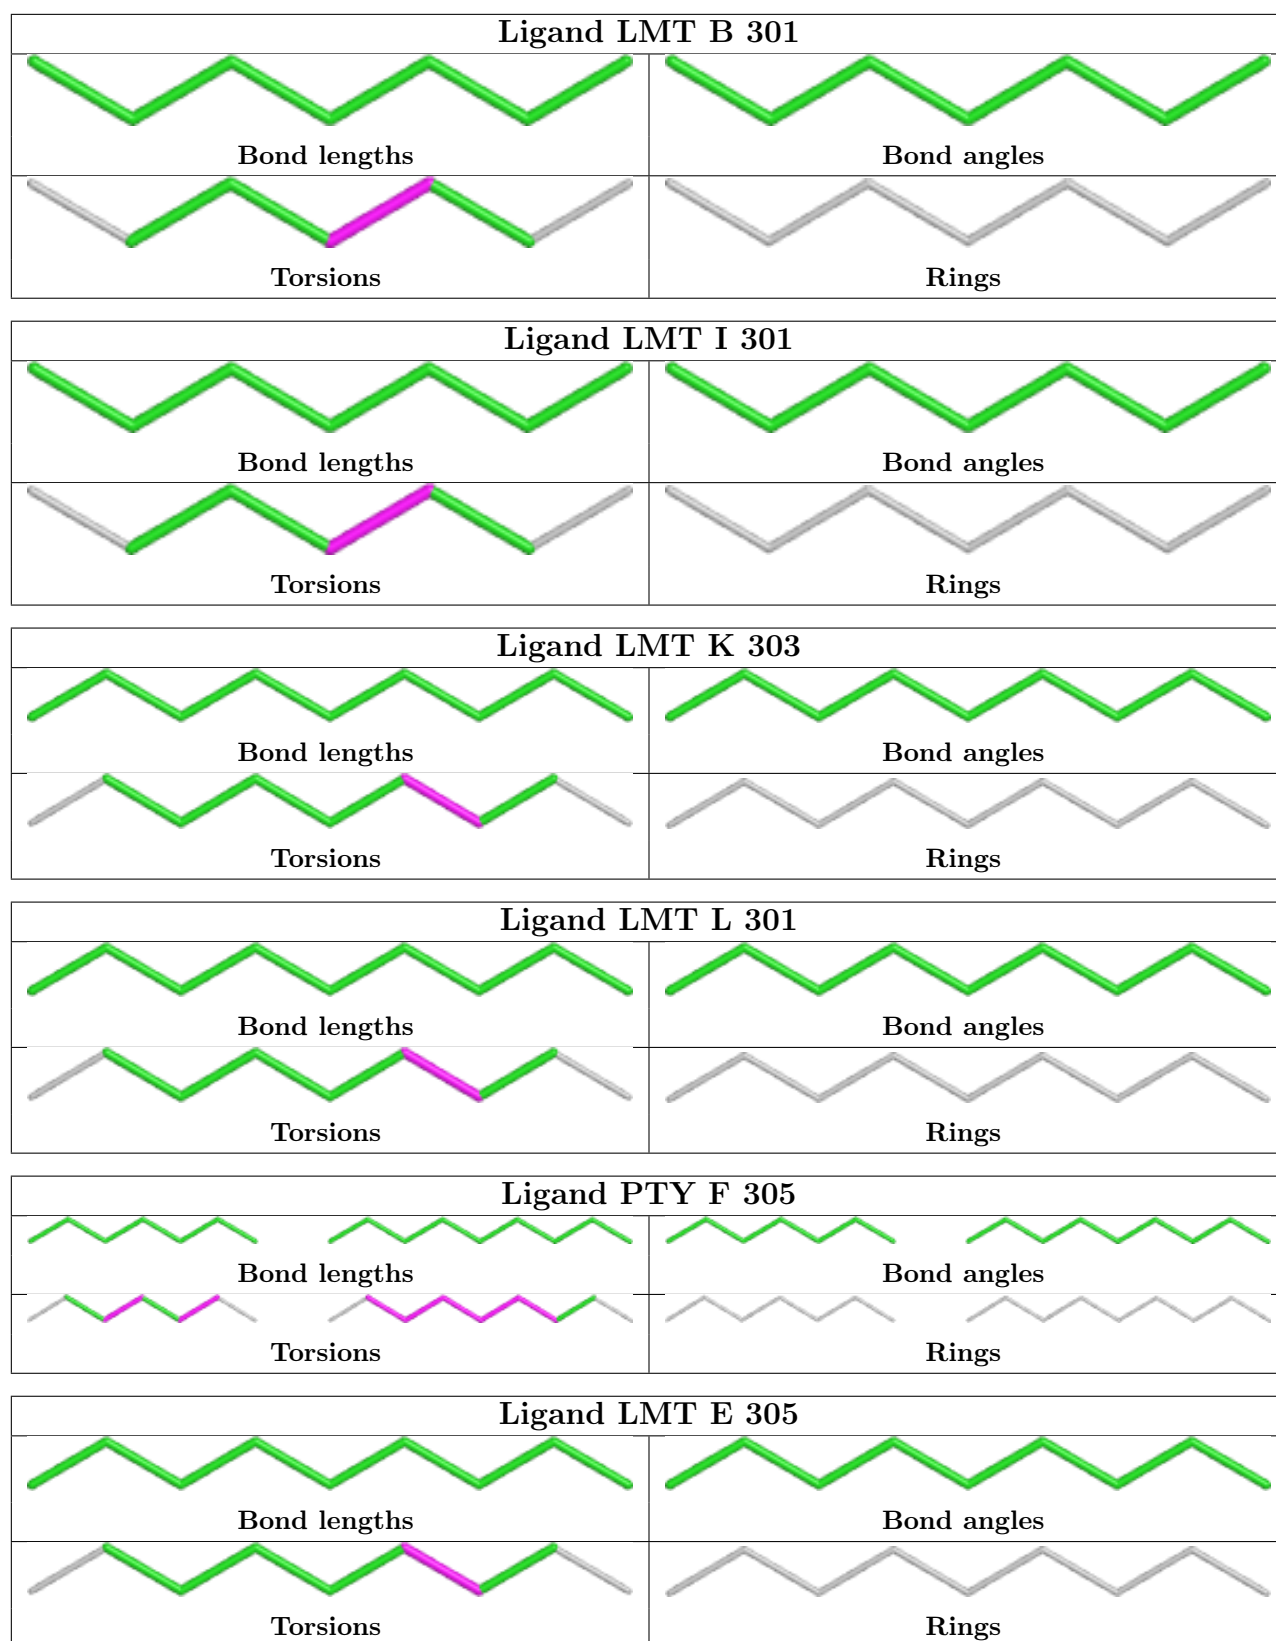 Ligand LMT B 301
Bond lengths
Bond angles
Torsions
Rings
Ligand LMT I 301
Bond lengths
Bond angles
Torsions
Rings
Ligand LMT K 303
Bond lengths
Bond angles
Torsions
Rings
Ligand LMT L 301
Bond lengths
Bond angles
Torsions
Rings
Ligand PTY F 305
Bond lengths
Bond angles
Torsions
Rings
Ligand LMT E 305
Bond lengths
Bond angles
Torsions
Rings